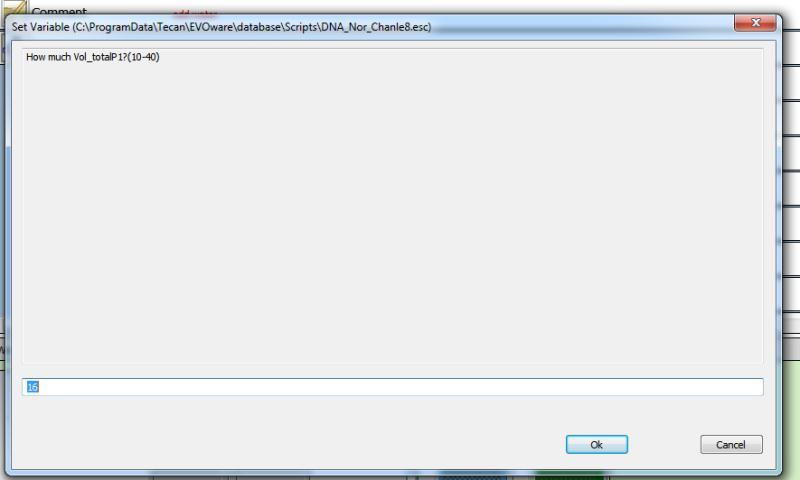 Comment
Set Variable (C:\ProgramData\Tecan\EVOware\database\Scripts\DNA_Nor_Chanle8.esc)
How much Vol_totalP1?(10-40)
16
Ok
Cancel